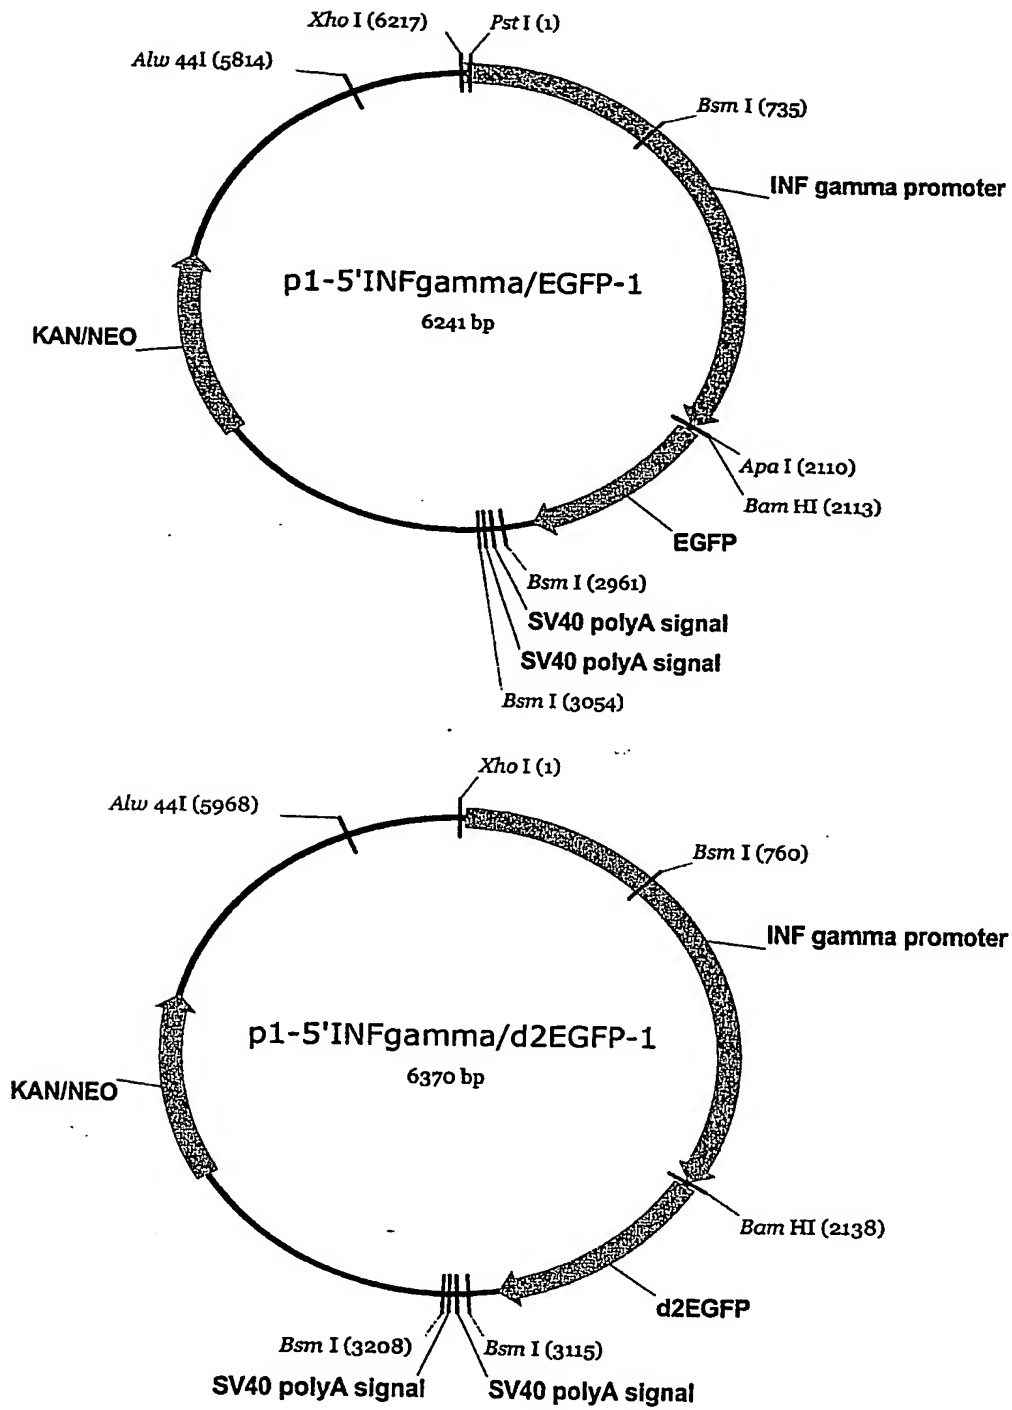 Xho I (6217)
Pst I (1)
Alw 44I (5814)
Bsm I (735)
INF gamma promoter
p1-5'INFgamma/EGFP-1
6241 bp
KAN/NEO
Apa I (2110)
Bam HI (2113)
EGFP
Bsm I (2961)
SV40 polyA signal
SV40 polyA signal
Bsm I (3054)
Xho I (1)
Alw 44I (5968)
Bsm I (760)
INF gamma promoter
p1-5'INFgamma/d2EGFP-1
6370 bp
KAN/NEO
Bam HI (2138)
d2EGFP
Bsm I (3208)
Bsm I (3115)
SV40 polyA signal
SV40 polyA signal